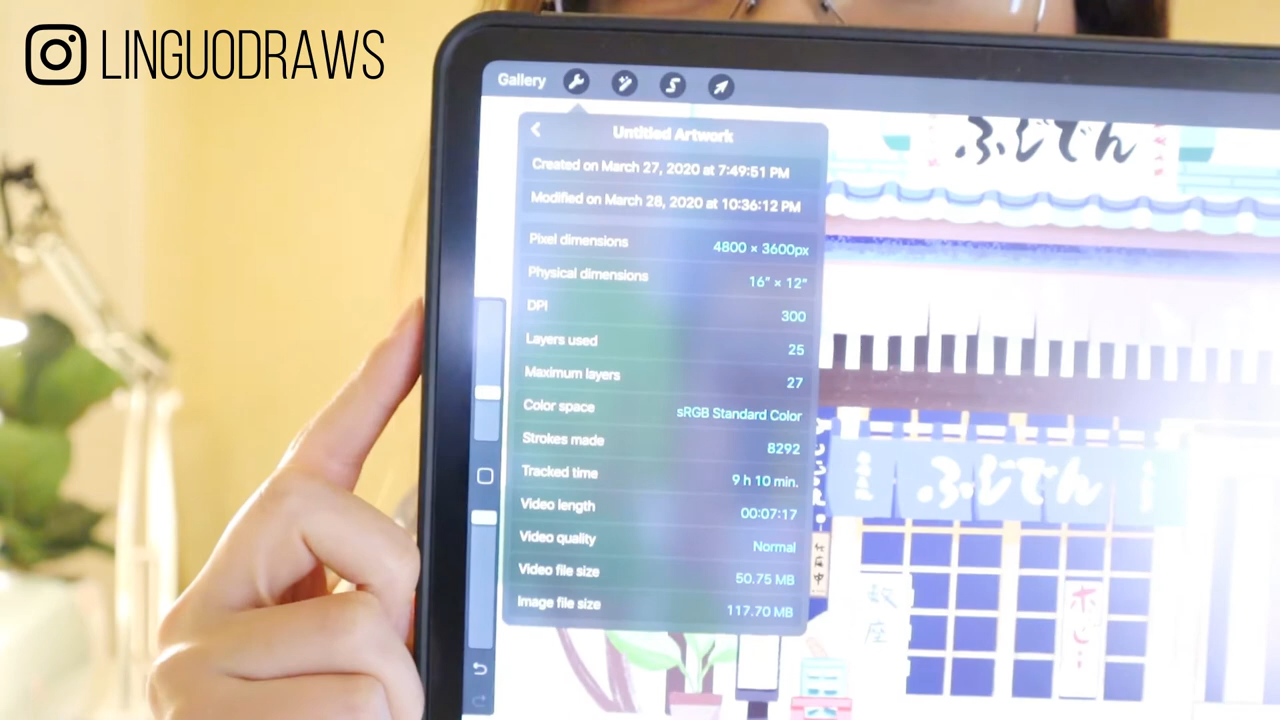 LINGUODRAWS
Gallery
Untitled Artwork
Created on March 27, 2020 at 7:49:51 PM
Modified on March 28, 2020 at 10:36:12 PM
Pixel dimensions 4800 × 3600px
Physical dimensions 16” × 12”
DPI 300
Layers used 25
Maximum layers 27
Color space sRGB Standard Color
Strokes made 8292
Tracked time 9 h 10 min.
Video length 00:07:17
Video quality Normal
Video file size 50.75 MB
Image file size 117.70 MB
ふじでん
ふじでん